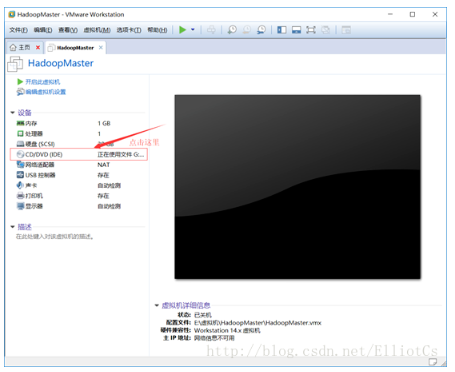 HadoopMaster - VMware Workstation
文件(F) 编辑(E) 查看(V) 虚拟机(M) 选项卡(T) 帮助(H)
主页 HadoopMaster
HadoopMaster
开启此虚拟机
编辑虚拟机设置
设备
内存 1 GB
处理器 1
点击这里
硬盘 (SCSI)
CD/DVD (IDE) 正在使用文件 G:...
网络适配器 NAT
USB 控制器 存在
声卡 自动检测
打印机 存在
显示器 自动检测
描述
在此处键入对该虚拟机的描述。
虚拟机详细信息
状态: 已关机
配置文件: E:\虚拟机\HadoopMaster\HadoopMaster.vmx
硬件兼容性: Workstation 14.x 虚拟机
主 IP 地址: 网络信息不可用
http://blog.csdn.net/ElliotCs